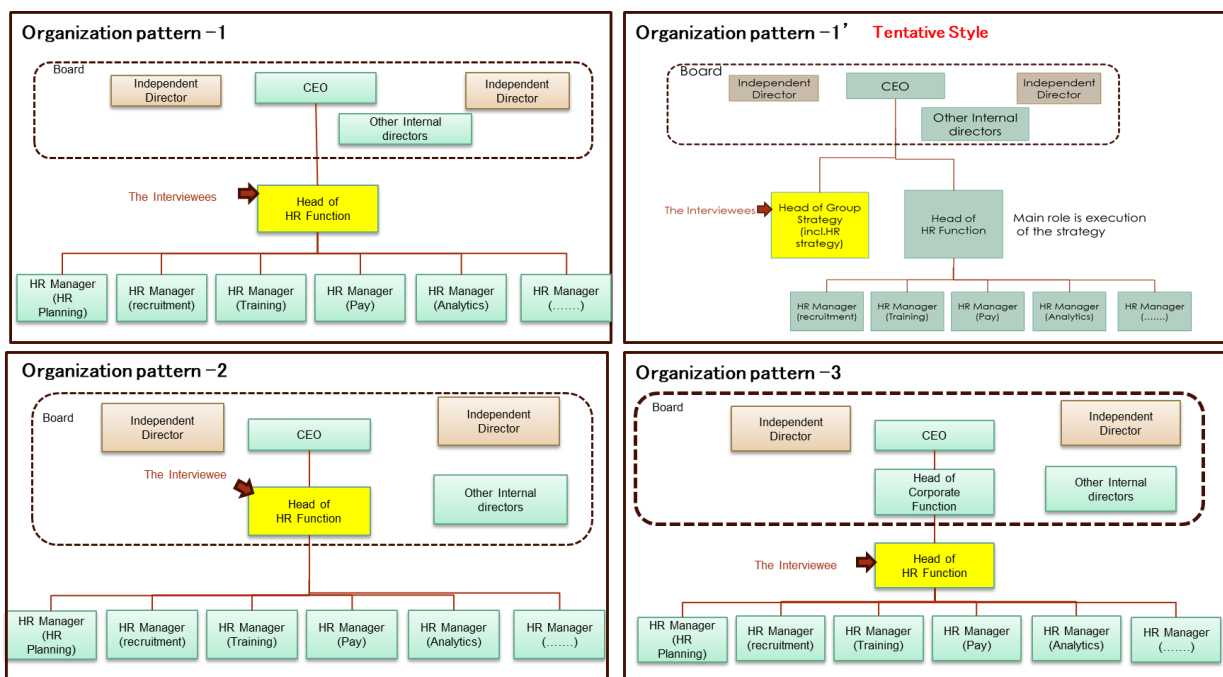 Organization pattern -1
Board
Independent
Director
CEO
Independent
Director
Other Internal
directors
The Interviewees
Head of
HR Function
HR Manager
(HR
Planning)
HR Manager
(recruitment)
HR Manager
(Training)
HR Manager
(Pay)
HR Manager
(Analytics)
HR Manager
(.......)
Organization pattern -1’ Tentative Style
Board
Independent
Director
CEO
Independent
Director
Other Internal
directors
The Interviewees
Head of Group
Strategy
(incl.HR
strategy)
Head of
HR Function
Main role is execution
of the strategy
HR Manager
(recruitment)
HR Manager
(Training)
HR Manager
(Pay)
HR Manager
(Analytics)
HR Manager
(.......)
Organization pattern -2
Board
Independent
Director
CEO
Independent
Director
The Interviewee
Head of
HR Function
Other Internal
directors
HR Manager
(HR
Planning)
HR Manager
(recruitment)
HR Manager
(Training)
HR Manager
(Pay)
HR Manager
(Analytics)
HR Manager
(.......)
Organization pattern -3
Board
Independent
Director
CEO
Independent
Director
Head of
Corporate
Function
Other Internal
directors
The Interviewee
Head of
HR Function
HR Manager
(HR
Planning)
HR Manager
(recruitment)
HR Manager
(Training)
HR Manager
(Pay)
HR Manager
(Analytics)
HR Manager
(.......)